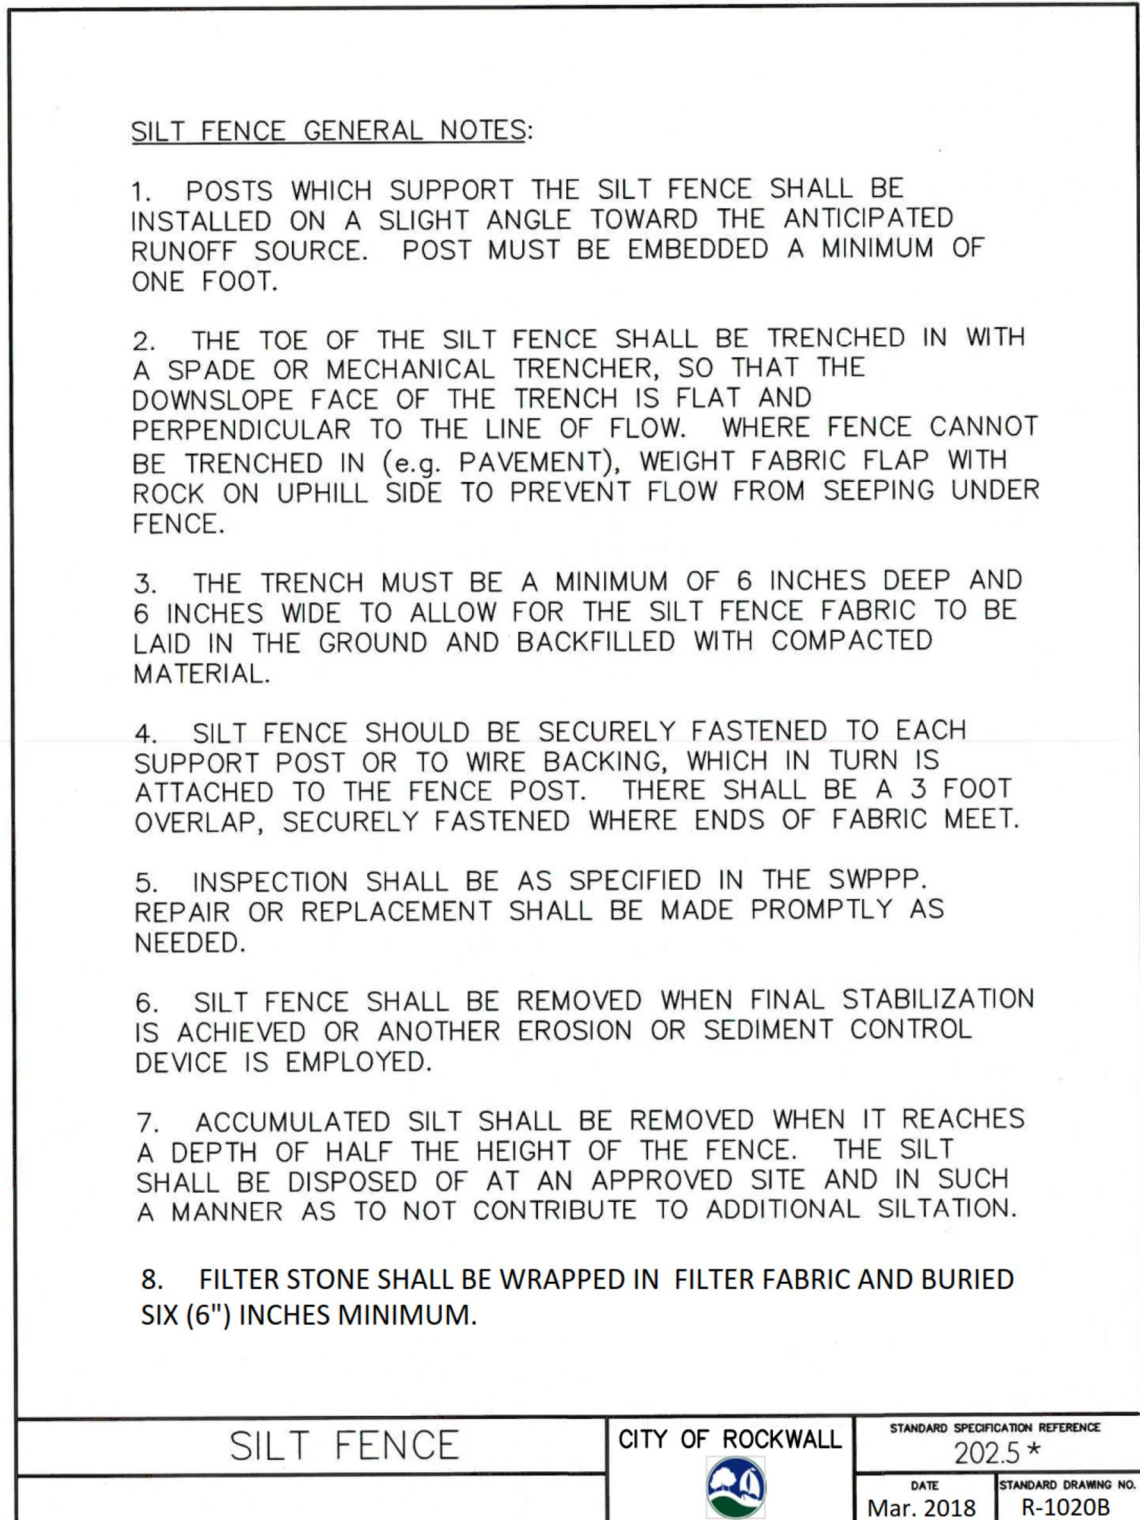 SILT FENCE GENERAL NOTES:
1. POSTS WHICH SUPPORT THE SILT FENCE SHALL BE
INSTALLED ON A SLIGHT ANGLE TOWARD THE ANTICIPATED
RUNOFF SOURCE. POST MUST BE EMBEDDED A MINIMUM OF
ONE FOOT.
2. THE TOE OF THE SILT FENCE SHALL BE TRENCHED IN WITH
A SPADE OR MECHANICAL TRENCHER, SO THAT THE
DOWNSLOPE FACE OF THE TRENCH IS FLAT AND
PERPENDICULAR TO THE LINE OF FLOW. WHERE FENCE CANNOT
BE TRENCHED IN (e.g. PAVEMENT), WEIGHT FABRIC FLAP WITH
ROCK ON UPHILL SIDE TO PREVENT FLOW FROM SEEPING UNDER
FENCE.
3. THE TRENCH MUST BE A MINIMUM OF 6 INCHES DEEP AND
6 INCHES WIDE TO ALLOW FOR THE SILT FENCE FABRIC TO BE
LAID IN THE GROUND AND BACKFILLED WITH COMPACTED
MATERIAL.
4. SILT FENCE SHOULD BE SECURELY FASTENED TO EACH
SUPPORT POST OR TO WIRE BACKING, WHICH IN TURN IS
ATTACHED TO THE FENCE POST. THERE SHALL BE A 3 FOOT
OVERLAP, SECURELY FASTENED WHERE ENDS OF FABRIC MEET.
5. INSPECTION SHALL BE AS SPECIFIED IN THE SWPPP.
REPAIR OR REPLACEMENT SHALL BE MADE PROMPTLY AS
NEEDED.
6. SILT FENCE SHALL BE REMOVED WHEN FINAL STABILIZATION
IS ACHIEVED OR ANOTHER EROSION OR SEDIMENT CONTROL
DEVICE IS EMPLOYED.
7. ACCUMULATED SILT SHALL BE REMOVED WHEN IT REACHES
A DEPTH OF HALF THE HEIGHT OF THE FENCE. THE SILT
SHALL BE DISPOSED OF AT AN APPROVED SITE AND IN SUCH
A MANNER AS TO NOT CONTRIBUTE TO ADDITIONAL SILTATION.
8. FILTER STONE SHALL BE WRAPPED IN FILTER FABRIC AND BURIED
SIX (6") INCHES MINIMUM.
SILT FENCE
CITY OF ROCKWALL
STANDARD SPECIFICATION REFERENCE
202.5 *
DATE
Mar. 2018
STANDARD DRAWING NO.
R-1020B